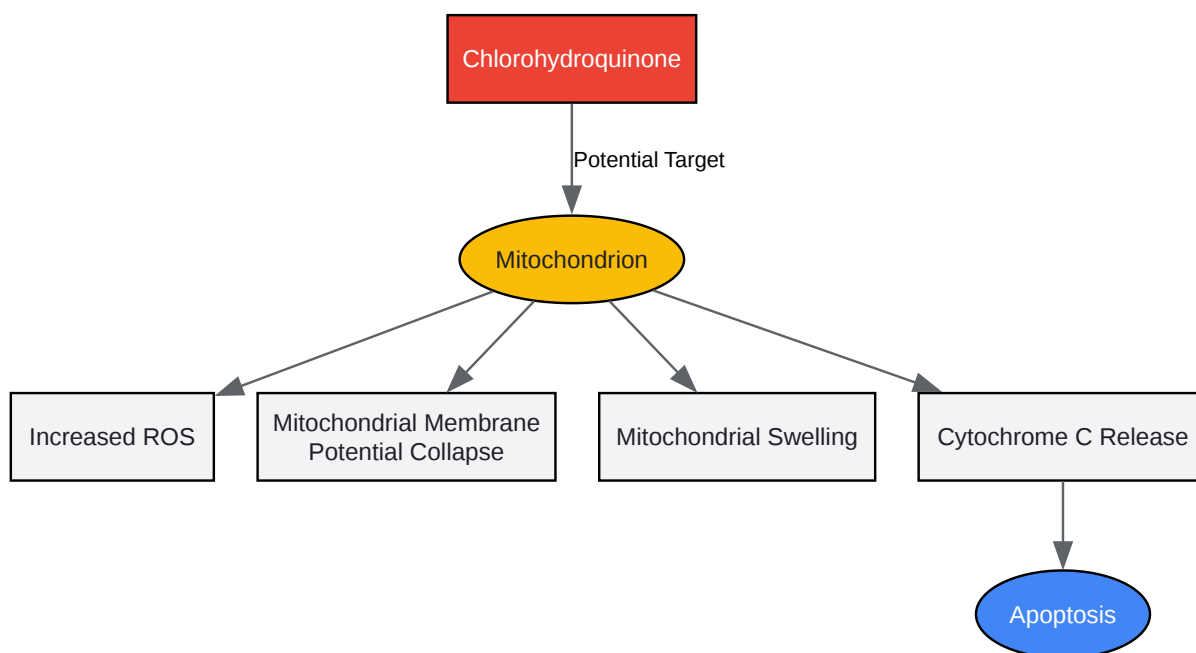 Chlorohydroquinone
Potential Target
Mitochondrion
Increased ROS
Mitochondrial Membrane
Potential Collapse
Mitochondrial Swelling
Cytochrome C Release
Apoptosis